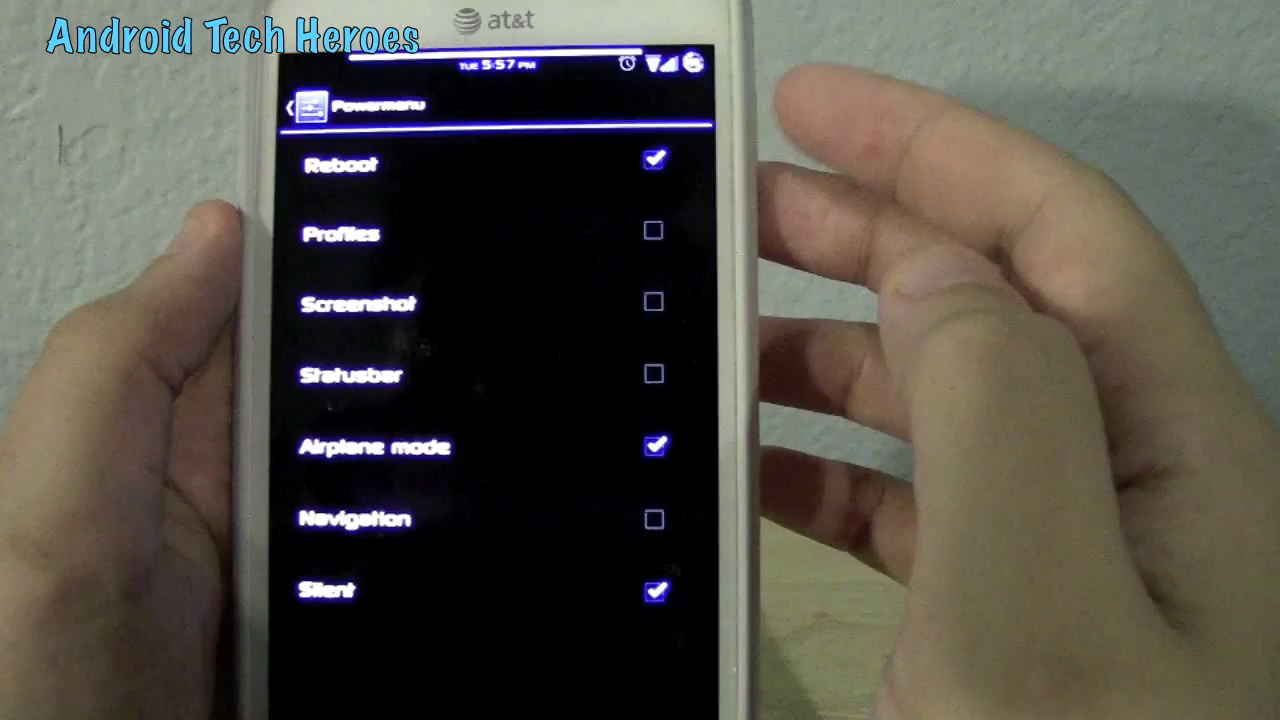 Android Tech Heroes
at&t
TUE 5:57 PM
Powermenu
Reboot
Profiles
Screenshot
Statusbar
Airplane mode
Navigation
Silent